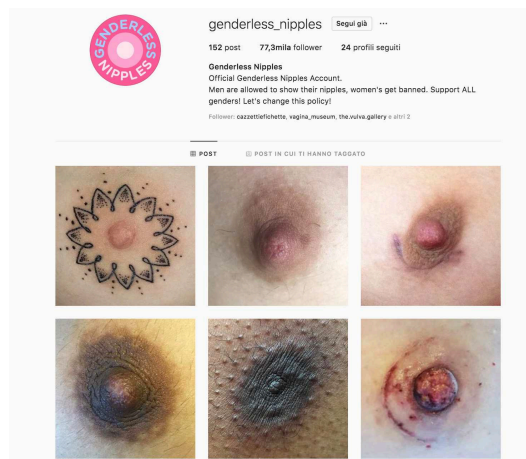 GENDERLESS
NIPPLES
genderless_nipples Segui già ···
152 post 77,3mila follower 24 profili seguiti
Genderless Nipples
Official Genderless Nipples Account.
Men are allowed to show their nipples, women's get banned. Support ALL
genders! Let's change this policy!
Follower: cazzettiefichette, vagina_museum, the.vulva.gallery e altri 2
POST POST IN CUI TI HANNO TAGGATO